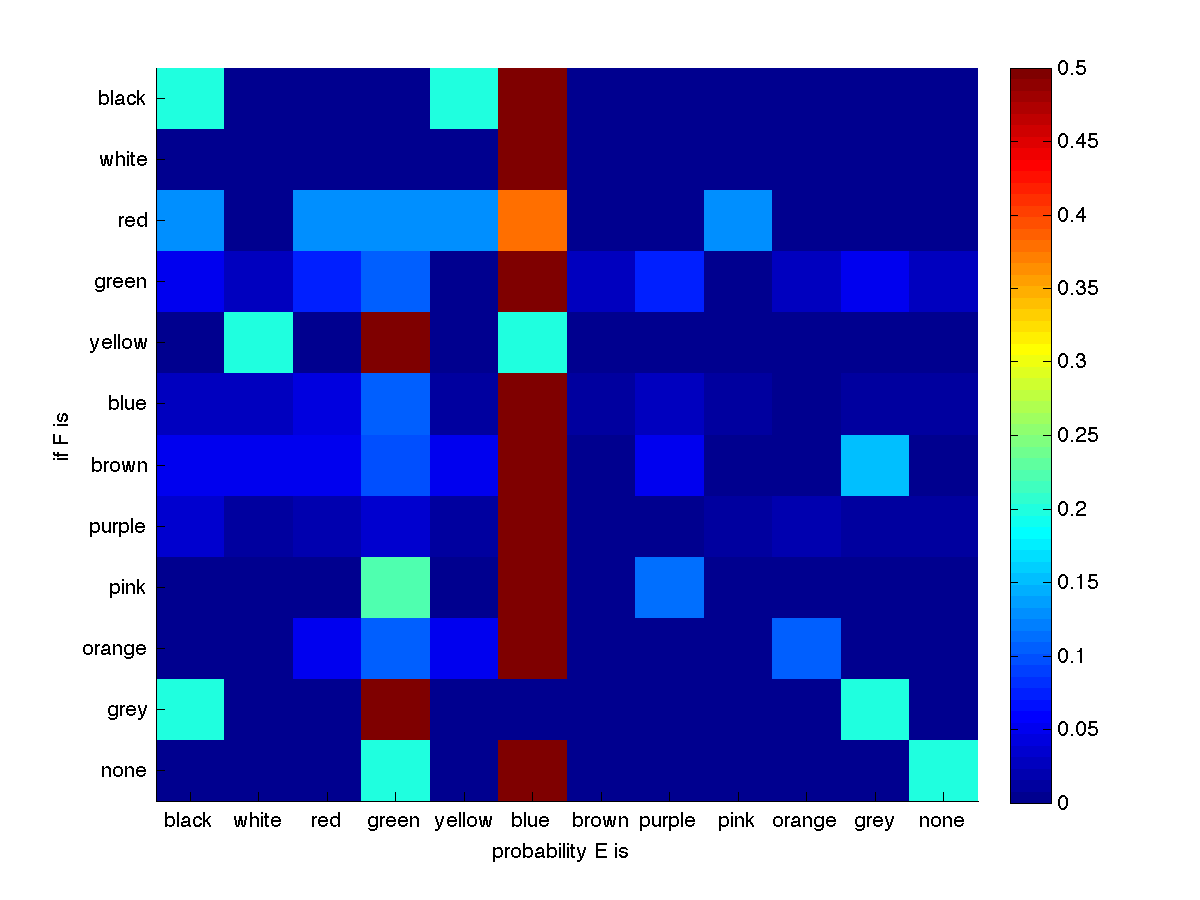 black
white
red
green
yellow
blue
brown
purple
pink
orange
grey
none
if F is
black white red green yellow blue brown purple pink orange grey none
probability E is
0.5
0.45
0.4
0.35
0.3
0.25
0.2
0.15
0.1
0.05
0